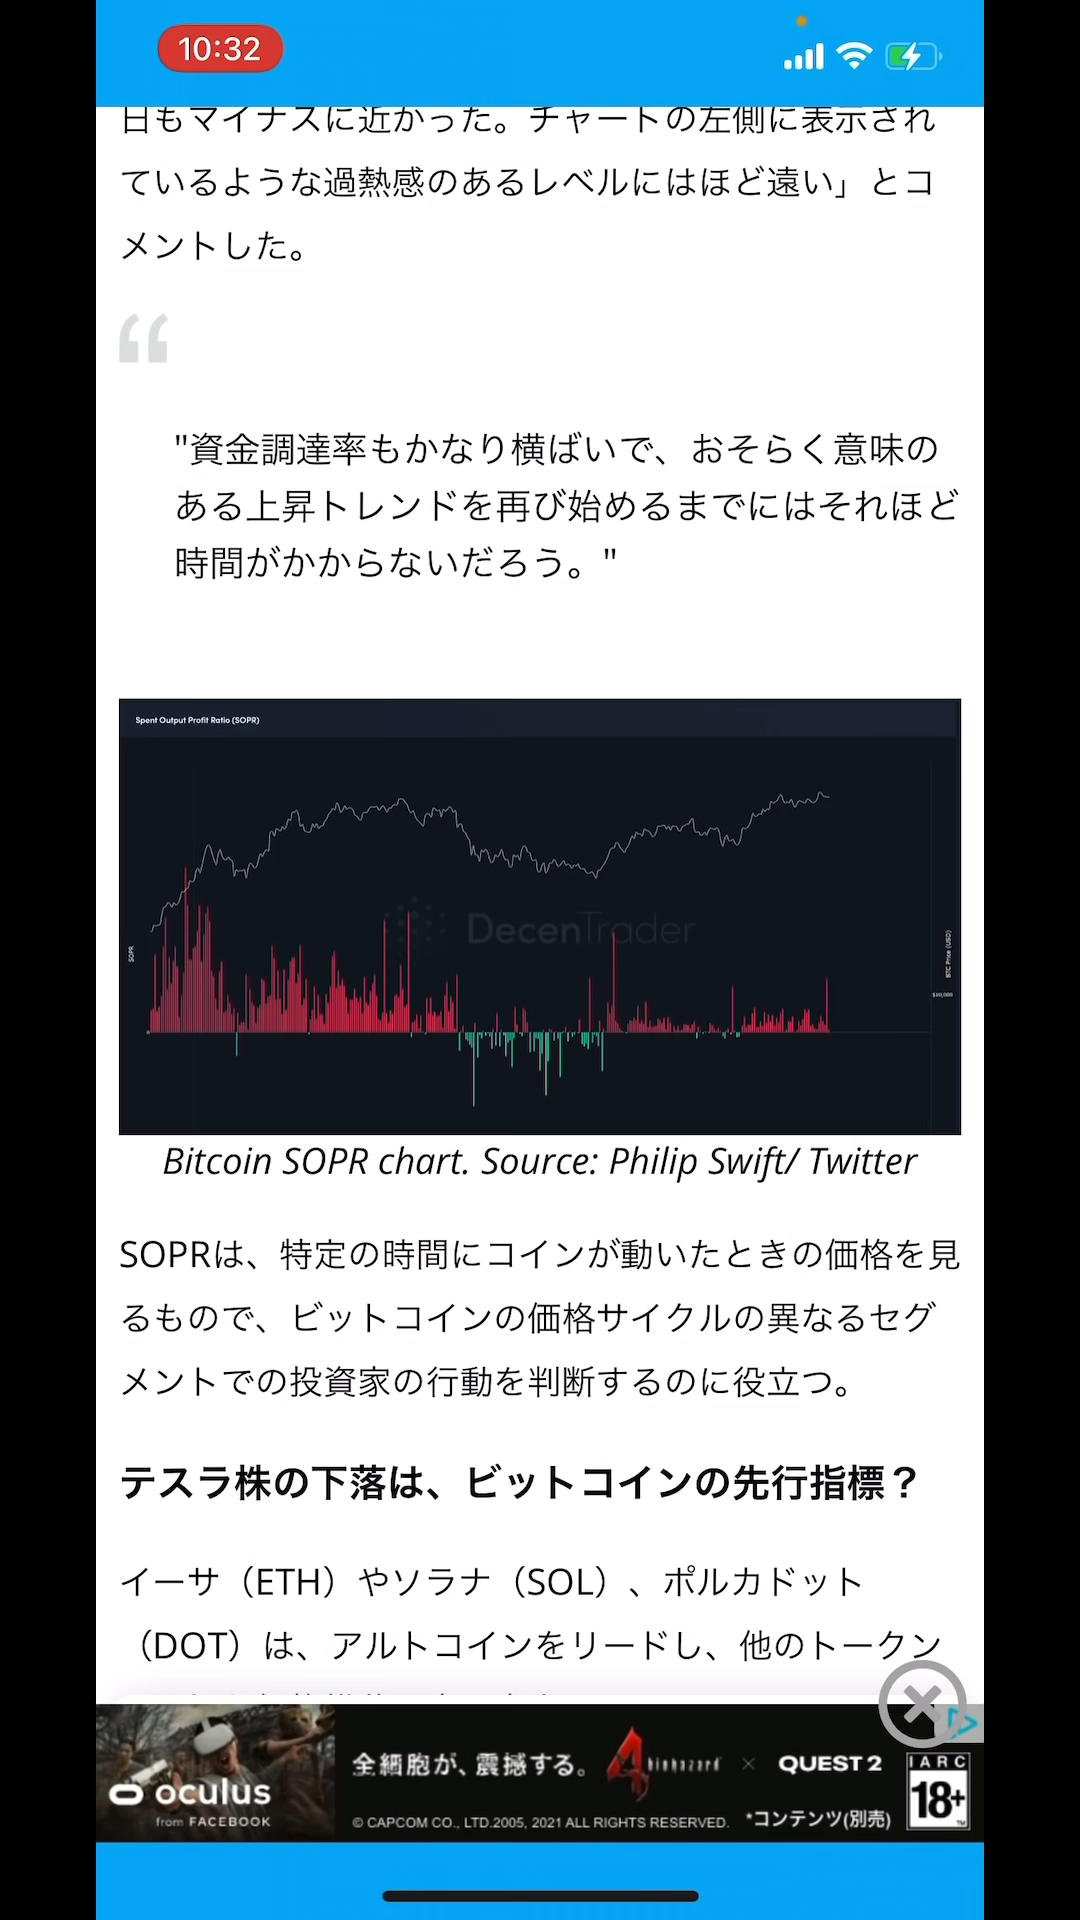 10:32
日もマイナスに近かった。チャートの左側に表示され
ているような過熱感のあるレベルにはほど遠い」とコ
メントした。
“
"資金調達率もかなり横ばいで、おそらく意味の
ある上昇トレンドを再び始めるまでにはそれほど
時間がかからないだろう。"
Spent Output Profit Ratio (SOPR)
DecenTrader
SOPR
BTC Price (USD)
$10,000
Bitcoin SOPR chart. Source: Philip Swift/ Twitter
SOPRは、特定の時間にコインが動いたときの価格を見
るもので、ビットコインの価格サイクルの異なるセグ
メントでの投資家の行動を判断するのに役立つ。
テスラ株の下落は、ビットコインの先行指標？
イーサ（ETH）やソラナ（SOL）、ポルカドット
（DOT）は、アルトコインをリードし、他のトークン
oculus
from FACEBOOK
全細胞が、震撼する。 4 biohazard × QUEST 2
© CAPCOM CO., LTD.2005, 2021 ALL RIGHTS RESERVED. *コンテンツ(別売)
IARC
18+